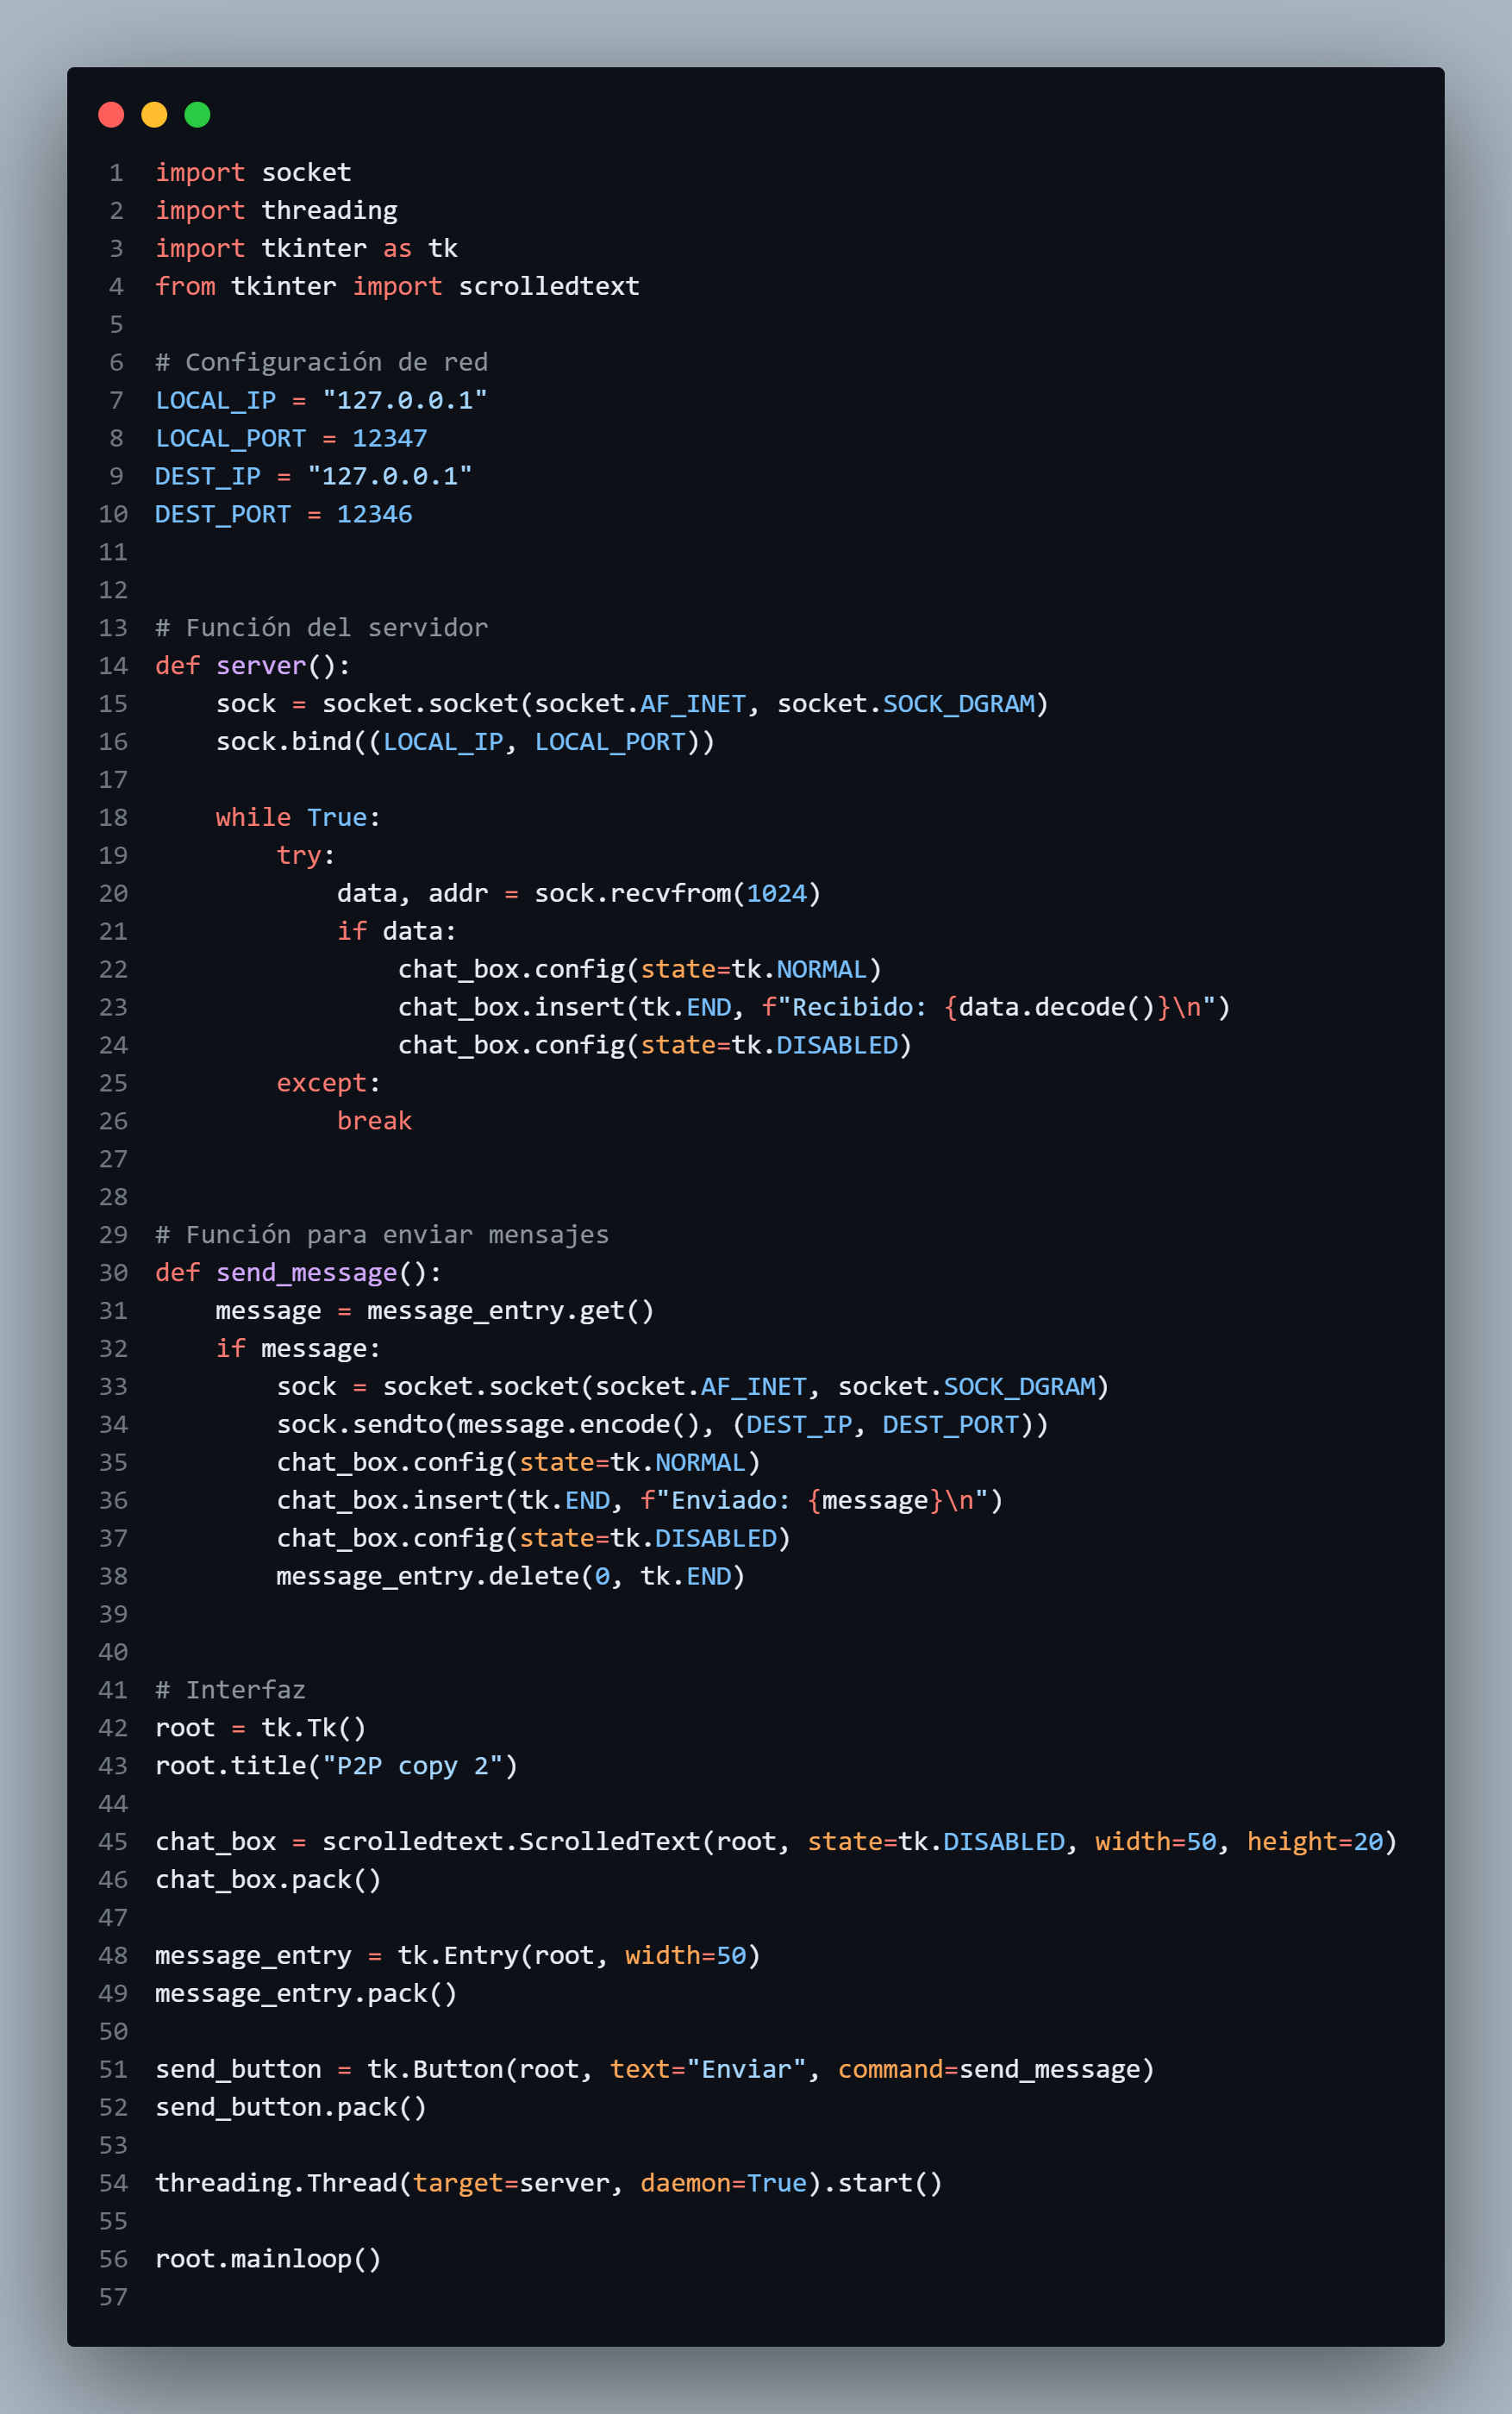 1 import socket
2 import threading
3 import tkinter as tk
4 from tkinter import scrolledtext
5
6 # Configuración de red
7 LOCAL_IP = "127.0.0.1"
8 LOCAL_PORT = 12347
9 DEST_IP = "127.0.0.1"
10 DEST_PORT = 12346
11
12
13 # Función del servidor
14 def server():
15     sock = socket.socket(socket.AF_INET, socket.SOCK_DGRAM)
16     sock.bind((LOCAL_IP, LOCAL_PORT))
17
18     while True:
19         try:
20             data, addr = sock.recvfrom(1024)
21             if data:
22                 chat_box.config(state=tk.NORMAL)
23                 chat_box.insert(tk.END, f"Recibido: {data.decode()}\n")
24                 chat_box.config(state=tk.DISABLED)
25         except:
26             break
27
28
29 # Función para enviar mensajes
30 def send_message():
31     message = message_entry.get()
32     if message:
33         sock = socket.socket(socket.AF_INET, socket.SOCK_DGRAM)
34         sock.sendto(message.encode(), (DEST_IP, DEST_PORT))
35         chat_box.config(state=tk.NORMAL)
36         chat_box.insert(tk.END, f"Enviado: {message}\n")
37         chat_box.config(state=tk.DISABLED)
38         message_entry.delete(0, tk.END)
39
40
41 # Interfaz
42 root = tk.Tk()
43 root.title("P2P copy 2")
44
45 chat_box = scrolledtext.ScrolledText(root, state=tk.DISABLED, width=50, height=20)
46 chat_box.pack()
47
48 message_entry = tk.Entry(root, width=50)
49 message_entry.pack()
50
51 send_button = tk.Button(root, text="Enviar", command=send_message)
52 send_button.pack()
53
54 threading.Thread(target=server, daemon=True).start()
55
56 root.mainloop()
57